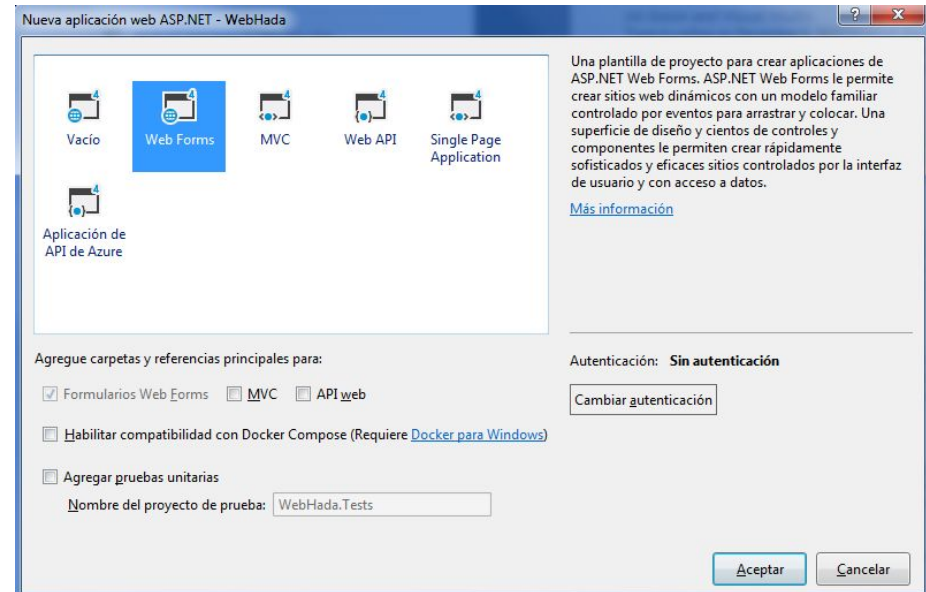 Nueva aplicación web ASP.NET - WebHada
?
X
4
4
4
4
4
Vacío
Web Forms
MVC
Web API
Single Page
Application
4
Aplicación de
API de Azure
Una plantilla de proyecto para crear aplicaciones de
ASP.NET Web Forms. ASP.NET Web Forms le permite
crear sitios web dinámicos con un modelo familiar
controlado por eventos para arrastrar y colocar. Una
superficie de diseño y cientos de controles y
componentes le permiten crear rápidamente
sofisticados y eficaces sitios controlados por la interfaz
de usuario y con acceso a datos.
Más información
Agregue carpetas y referencias principales para:
Formularios Web Forms
MVC
API web
Habilitar compatibilidad con Docker Compose (Requiere Docker para Windows)
Agregar pruebas unitarias
Nombre del proyecto de prueba: WebHada.Tests
Autenticación: Sin autenticación
Cambiar autenticación
Aceptar
Cancelar